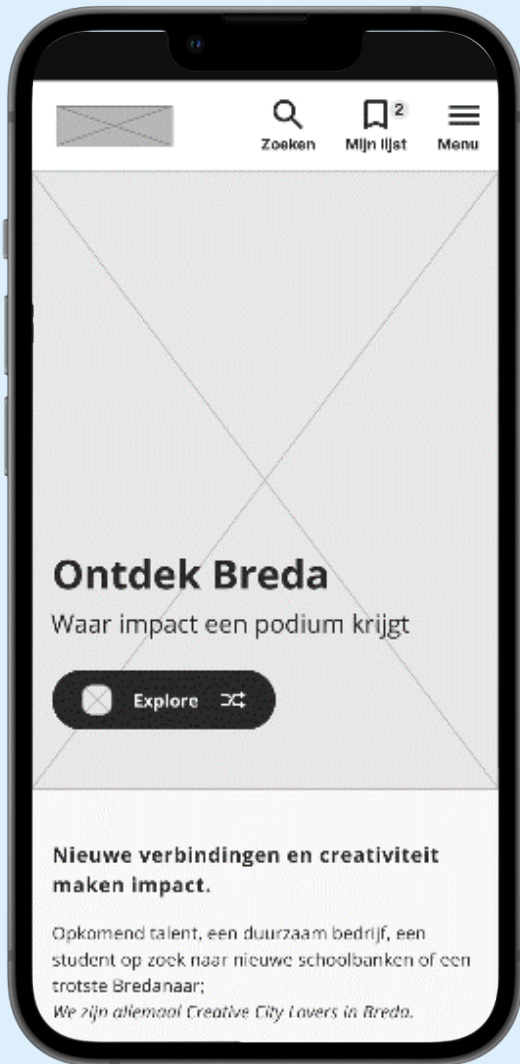 Zoeken
Mijn lijst
2
Menu
Ontdek Breda
Waar impact een podium krijgt
Explore
Nieuwe verbindingen en creativiteit
maken impact.
Opkomend talent, een duurzaam bedrijf, een
student op zoek naar nieuwe schoolbanken of een
trotste Bredanaar;
We zijn allemaal Creative City Lovers in Breda.